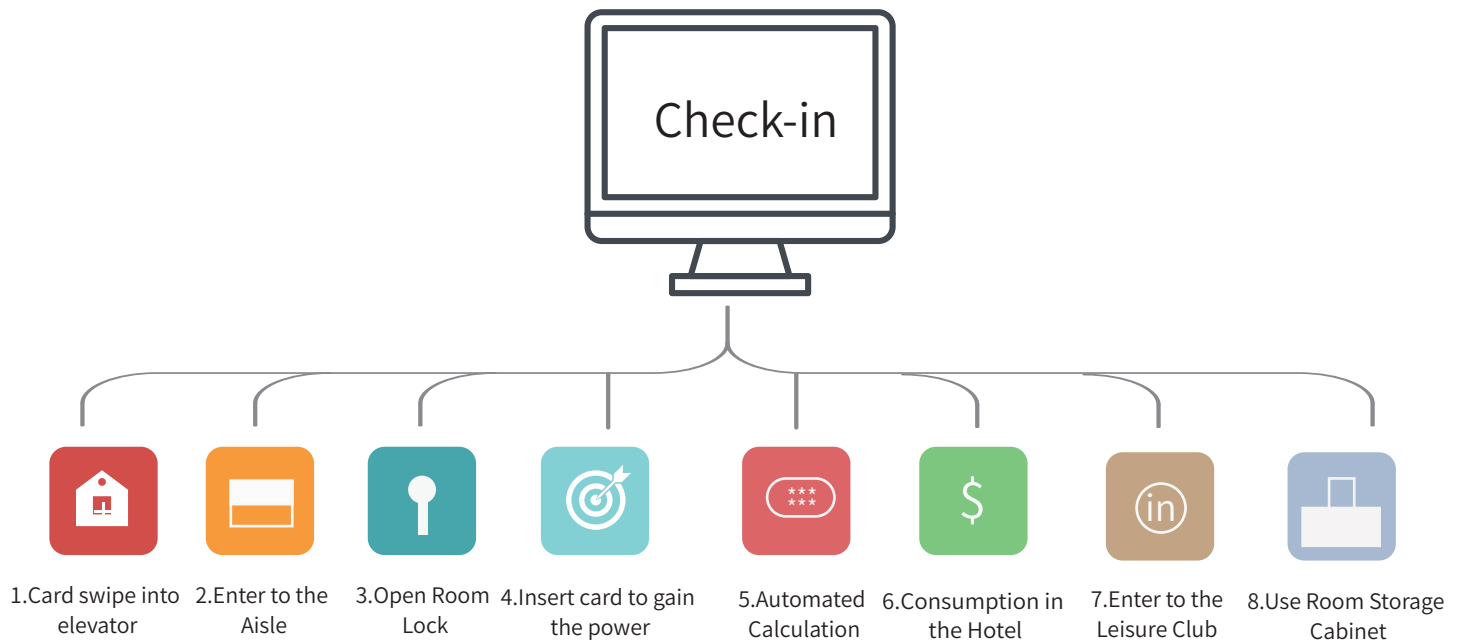 Check-in
$
in
1.Card swipe into
elevator
2.Enter to the
Aisle
3.Open Room
Lock
4.Insert card to gain
the power
5.Automated
Calculation
6.Consumption in
the Hotel
7.Enter to the
Leisure Club
8.Use Room Storage
Cabinet